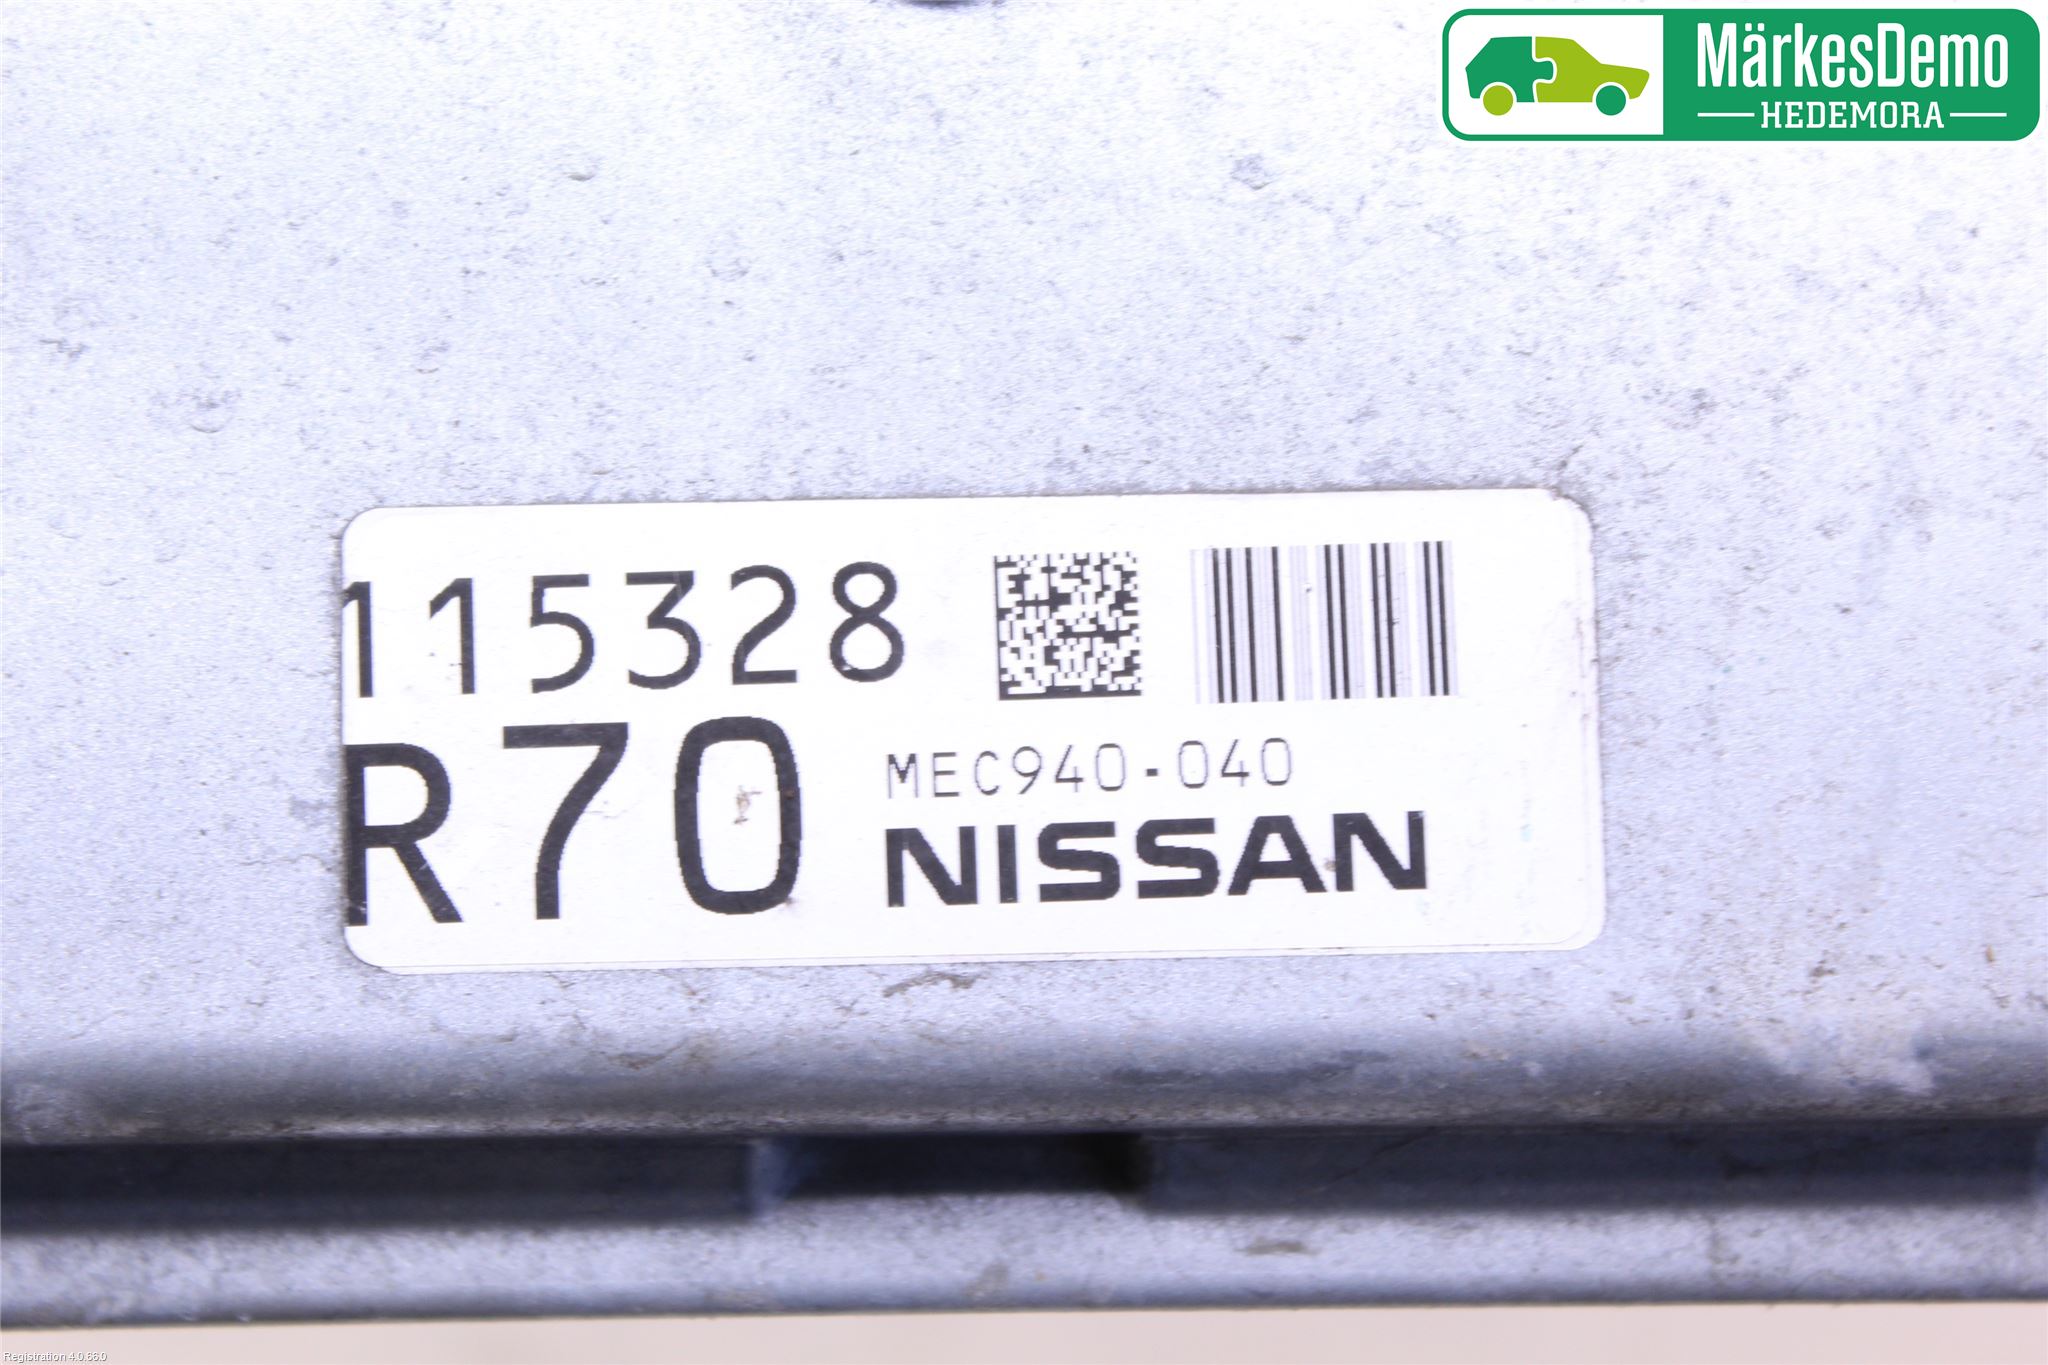 MärkesDemo
HEDEMORA
115328
R70
MEC940-040
NISSAN
Registration 4.0.66.0